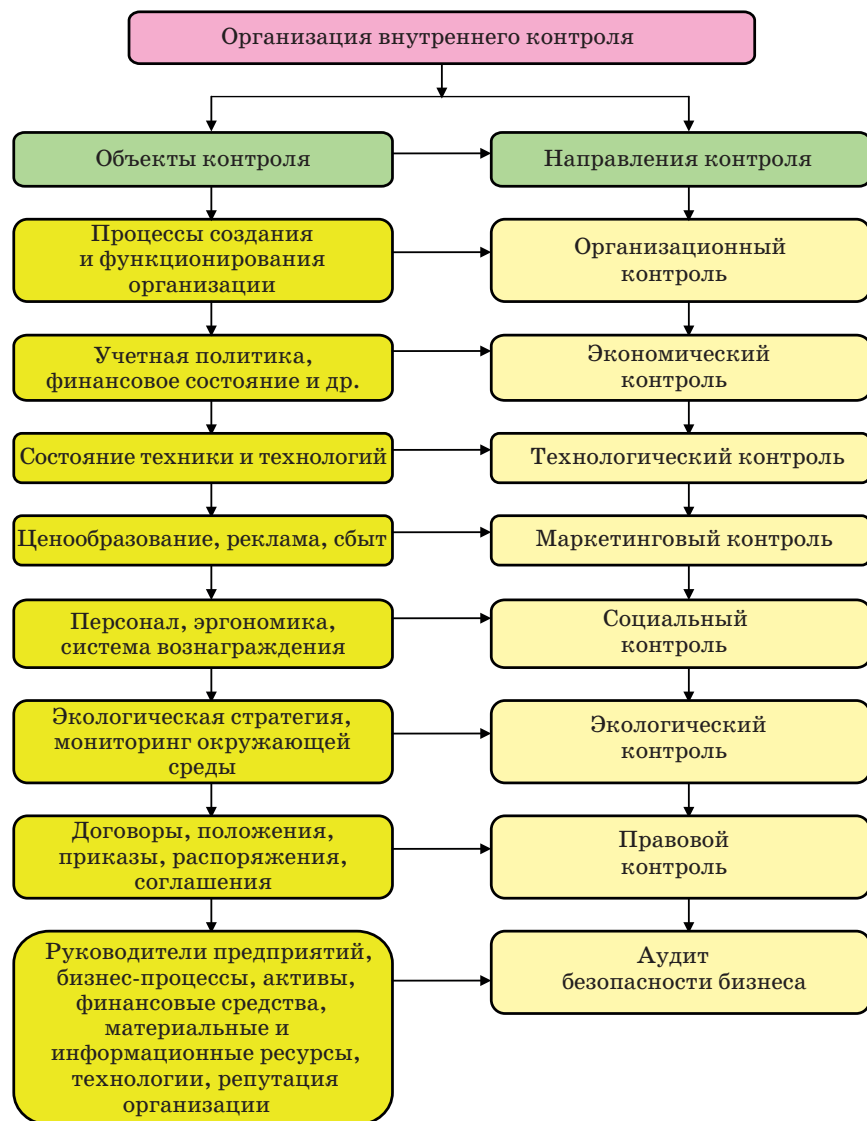 Организация внутреннего контроля
Объекты контроля
Направления контроля
Процессы создания
и функционирования
организации
Организационный
контроль
Учетная политика,
финансовое состояние и др.
Экономический
контроль
Состояние техники и технологий
Технологический контроль
Ценообразование, реклама, сбыт
Маркетинговый контроль
Персонал, эргономика,
система вознаграждения
Социальный
контроль
Экологическая стратегия,
мониторинг окружающей
среды
Экологический
контроль
Договоры, положения,
приказы, распоряжения,
соглашения
Правовой
контроль
Руководители предприятий,
бизнес-процессы, активы,
финансовые средства,
материальные и
информационные ресурсы,
технологии, репутация
организации
Аудит
безопасности бизнеса